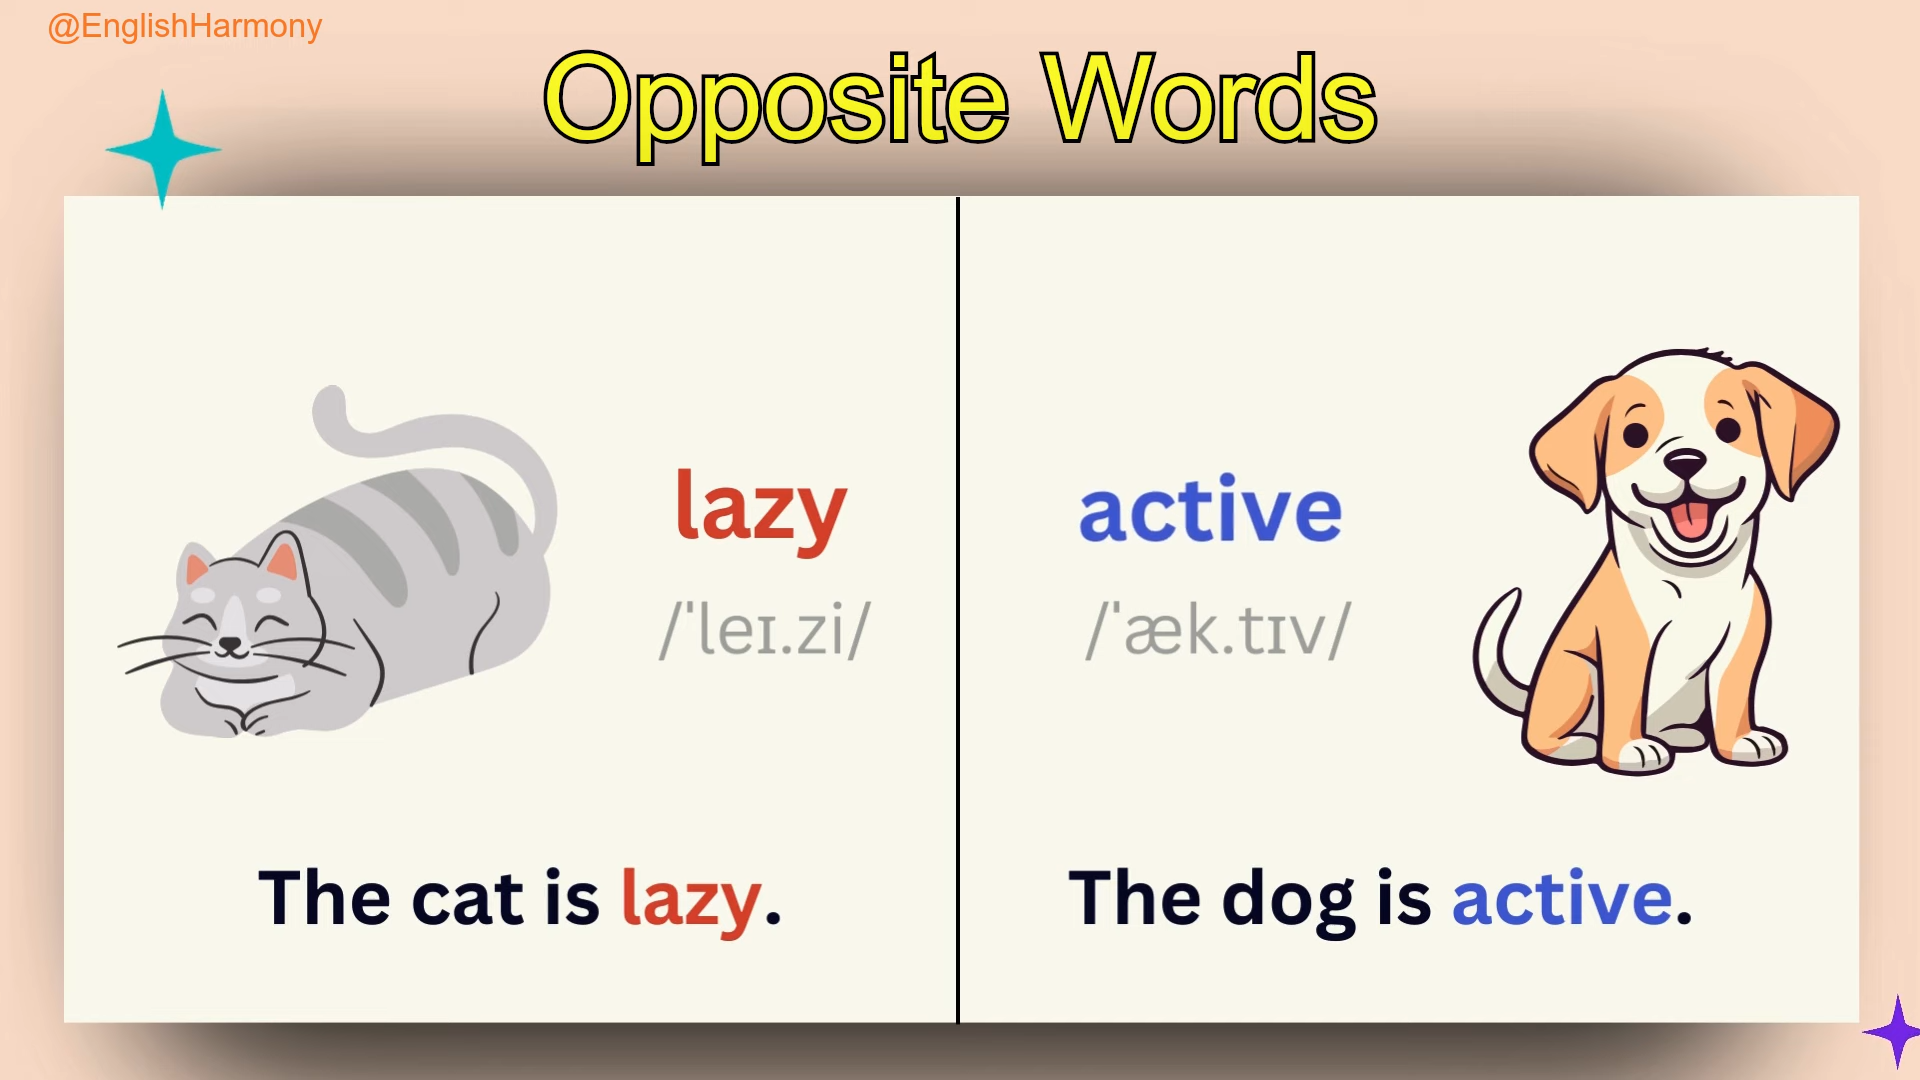 @EnglishHarmony
Opposite Words
lazy
/ˈleɪ.zi/
The cat is lazy.
active
/ˈæk.tɪv/
The dog is active.